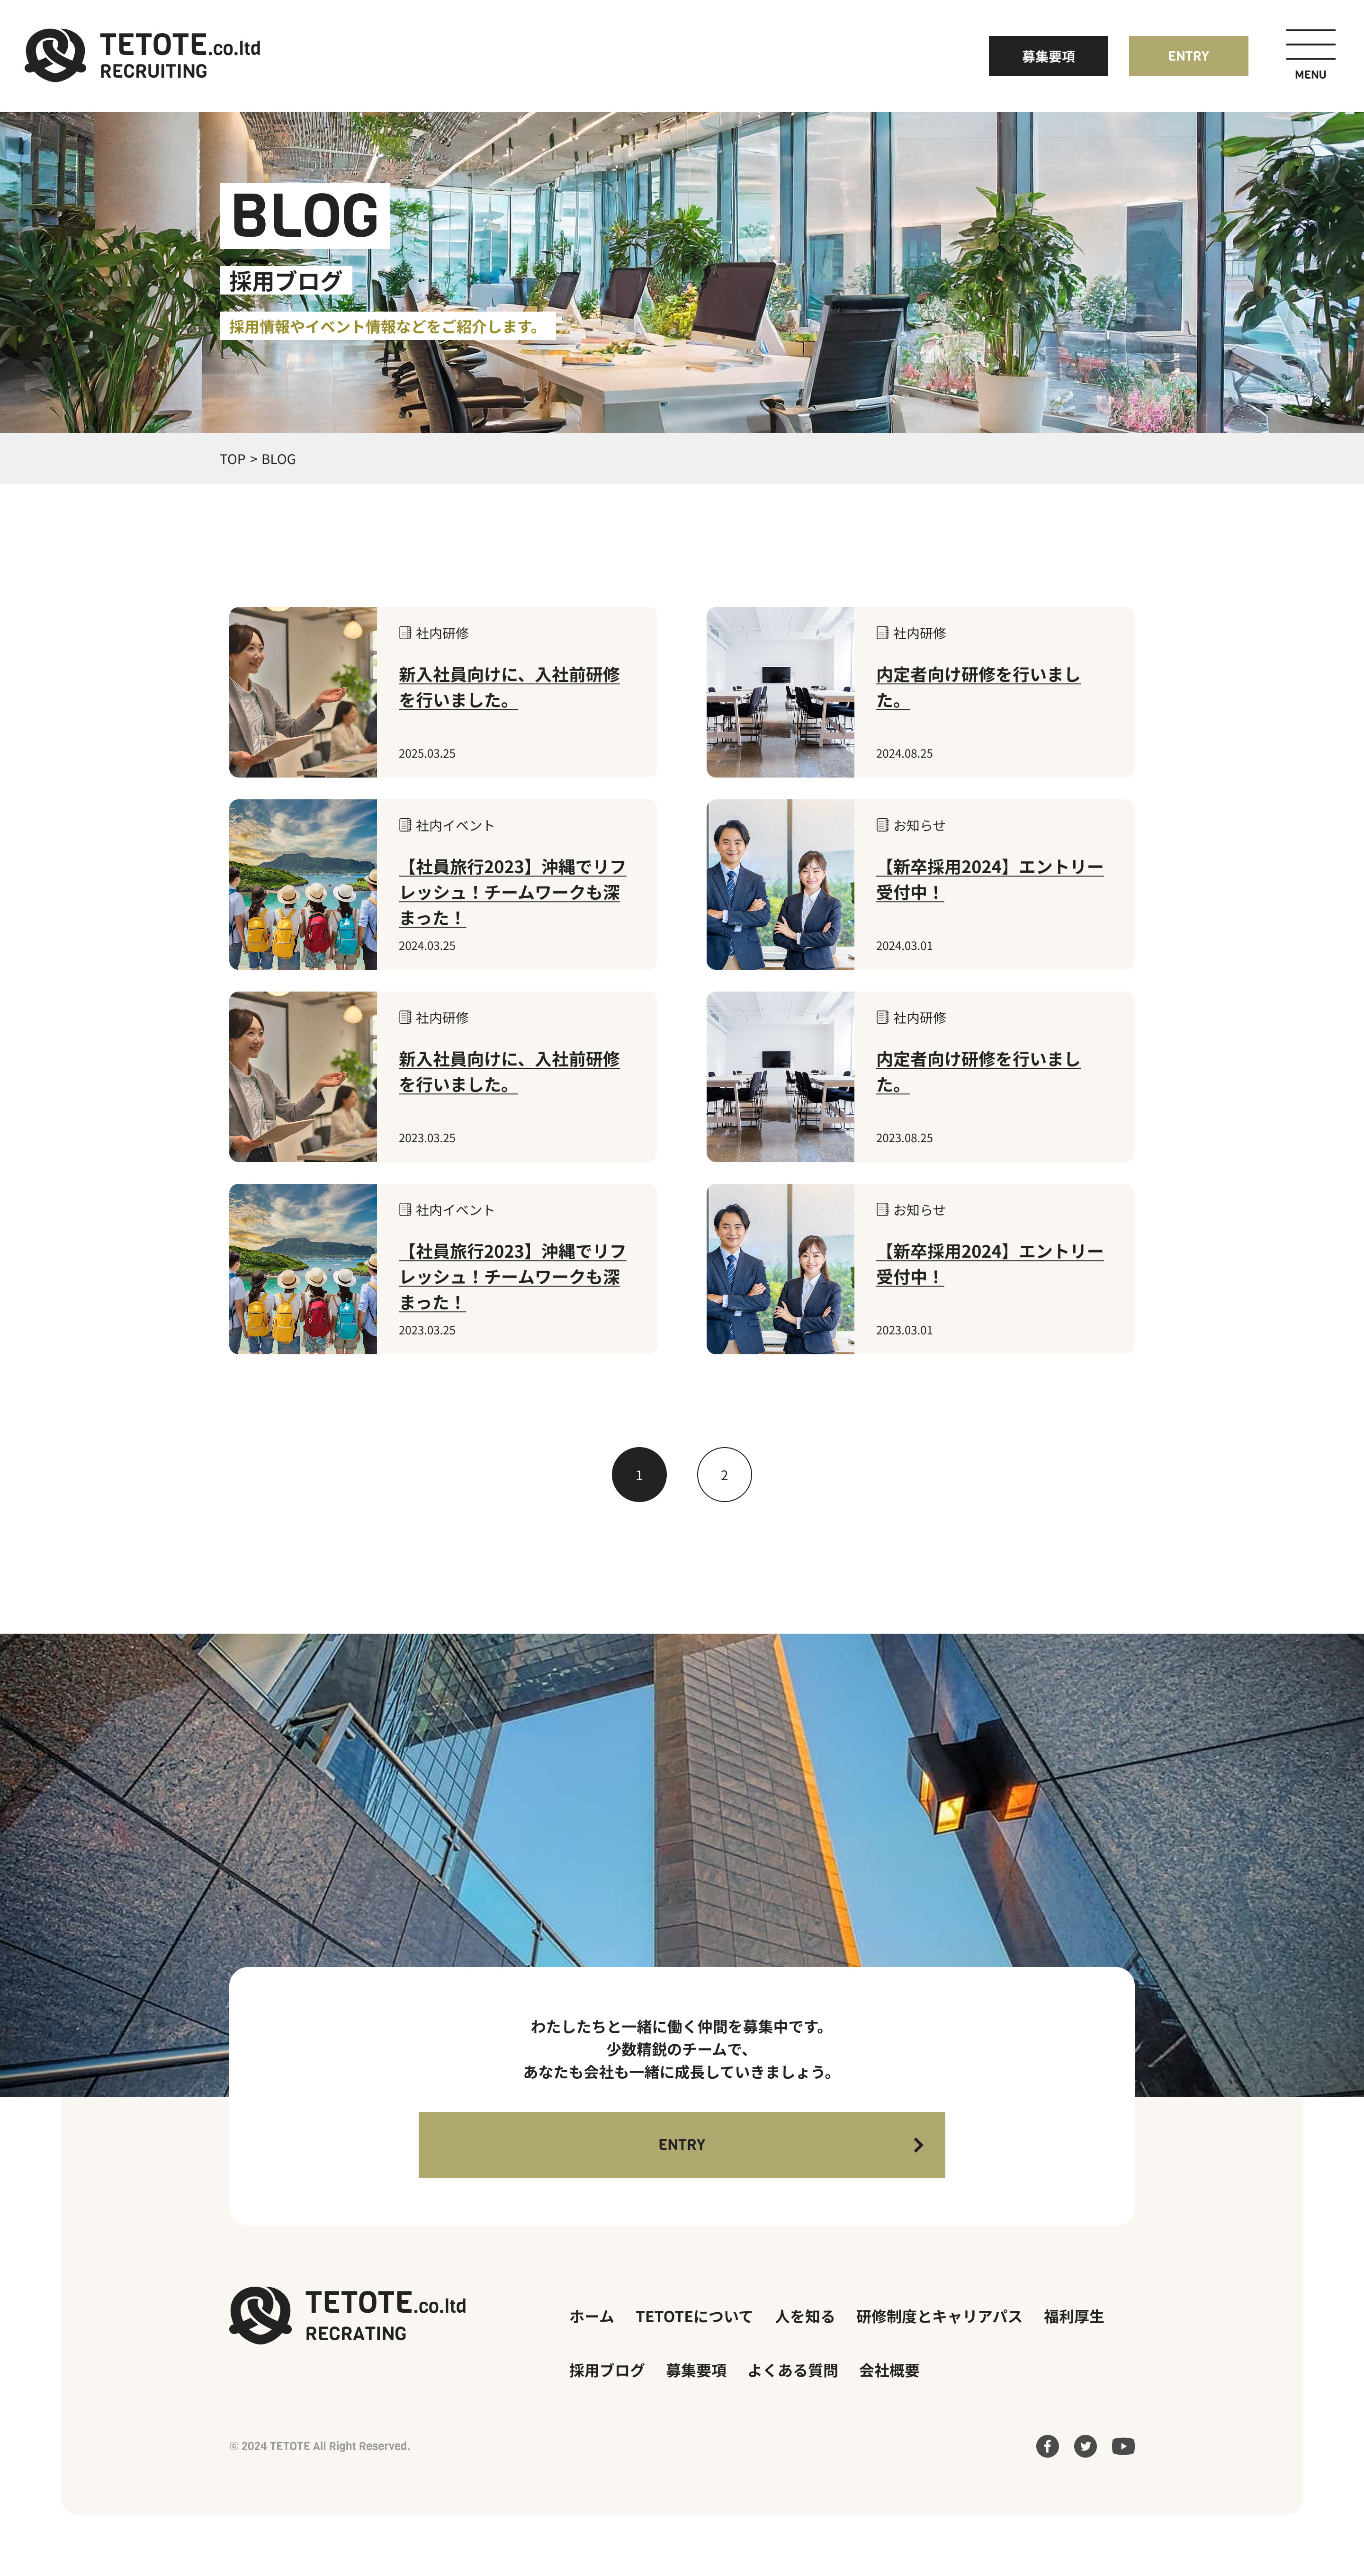 TETOTE.co.ltd
RECRUITING
募集要項
ENTRY
MENU
BLOG
採用ブログ
採用情報やイベント情報などをご紹介します。
TOP > BLOG
社内研修
新入社員向けに、入社前研修
を行いました。
2025.03.25
社内研修
内定者向け研修を行いまし
た。
2024.08.25
社内イベント
【社員旅行2023】沖縄でリフ
レッシュ！チームワークも深
まった！
2024.03.25
お知らせ
【新卒採用2024】エントリー
受付中！
2024.03.01
社内研修
新入社員向けに、入社前研修
を行いました。
2023.03.25
社内研修
内定者向け研修を行いまし
た。
2023.08.25
社内イベント
【社員旅行2023】沖縄でリフ
レッシュ！チームワークも深
まった！
2023.03.25
お知らせ
【新卒採用2024】エントリー
受付中！
2023.03.01
1
2
わたしたちと一緒に働く仲間を募集中です。
少数精鋭のチームで、
あなたも会社も一緒に成長していきましょう。
ENTRY
TETOTE.co.ltd
RECRATING
ホーム TETOTEについて 人を知る 研修制度とキャリアパス 福利厚生
採用ブログ 募集要項 よくある質問 会社概要
© 2024 TETOTE All Right Reserved.